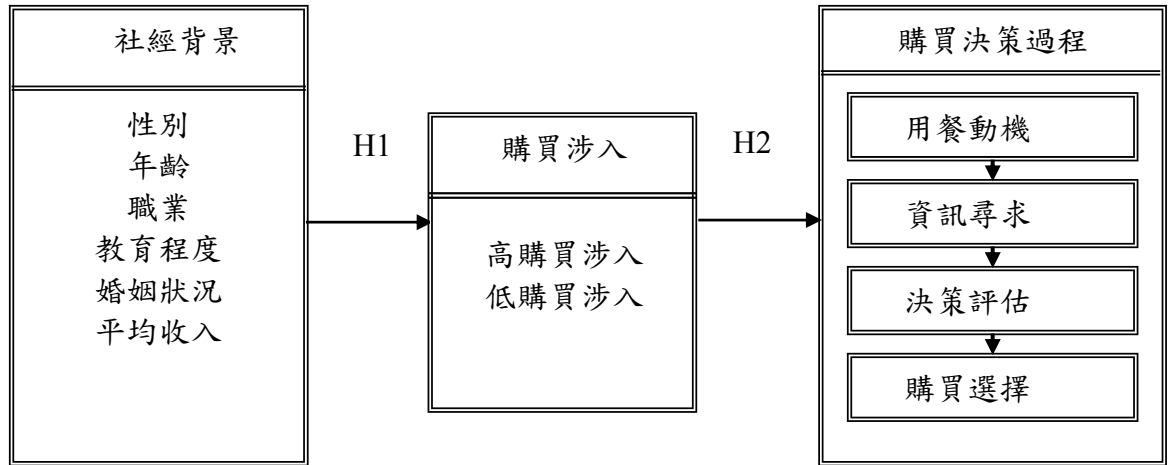 社經背景
性別
年齡
職業
教育程度
婚姻狀況
平均收入
H1
購買涉入
高購買涉入
低購買涉入
H2
購買決策過程
用餐動機
資訊尋求
決策評估
購買選擇